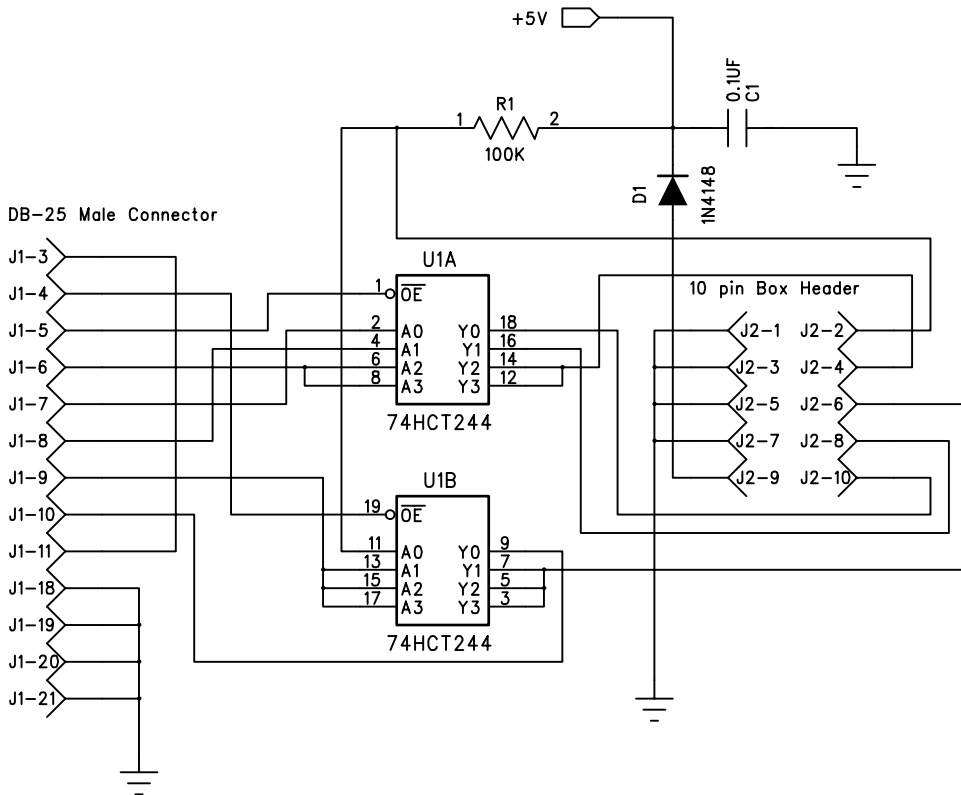 +5V
0.1UF
C1
R1
1 2
100K
D1
1N4148
DB-25 Male Connector
J1-3
J1-4
J1-5
J1-6
J1-7
J1-8
J1-9
J1-10
J1-11
J1-18
J1-19
J1-20
J1-21
U1A
1 OE
2 A0 Y0 18
4 A1 Y1 16
6 A2 Y2 14
8 A3 Y3 12
74HCT244
U1B
19 OE
11 A0 Y0 9
13 A1 Y1 7
15 A2 Y2 5
17 A3 Y3 3
74HCT244
10 pin Box Header
J2-1 J2-2
J2-3 J2-4
J2-5 J2-6
J2-7 J2-8
J2-9 J2-10